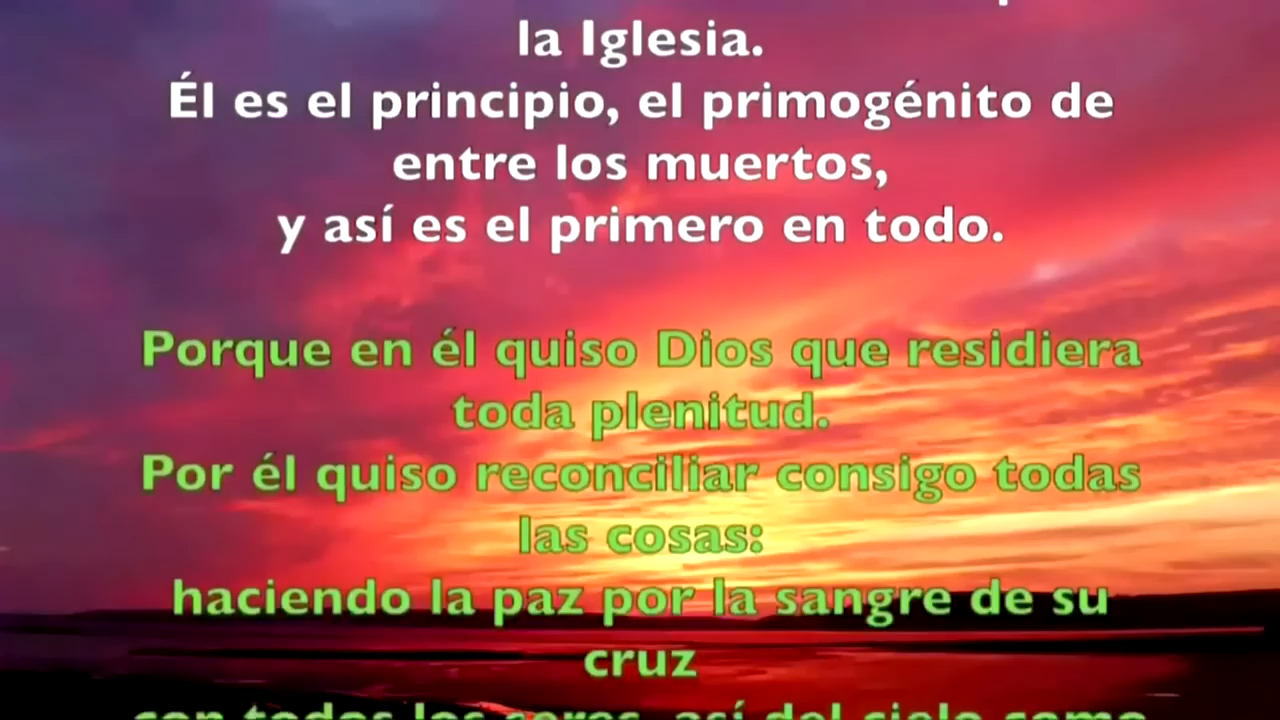 la Iglesia.
Él es el principio, el primogénito de
entre los muertos,
y así es el primero en todo.
Porque en él quiso Dios que residiera
toda plenitud.
Por él quiso reconciliar consigo todas
las cosas:
haciendo la paz por la sangre de su
cruz
con todos los seres, así del cielo como